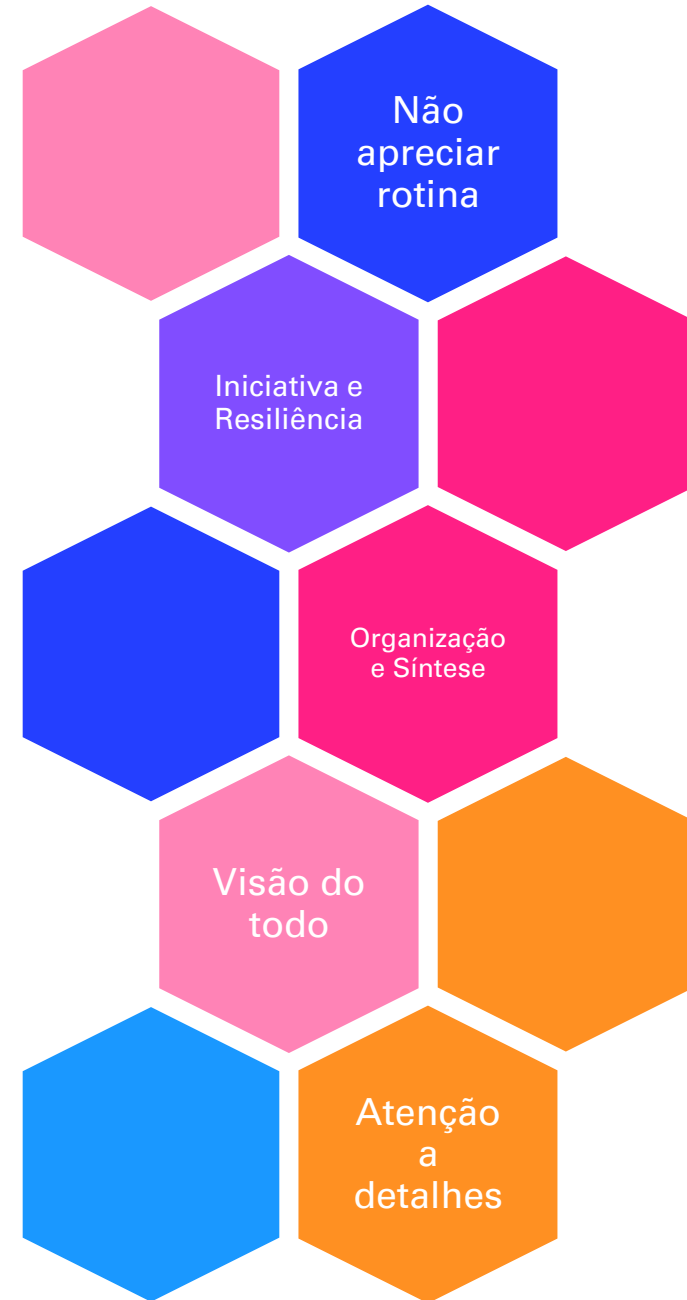 Não
apreciar
rotina
Iniciativa e
Resiliência
Organização
e Síntese
Visão do
todo
Atenção
a
detalhes